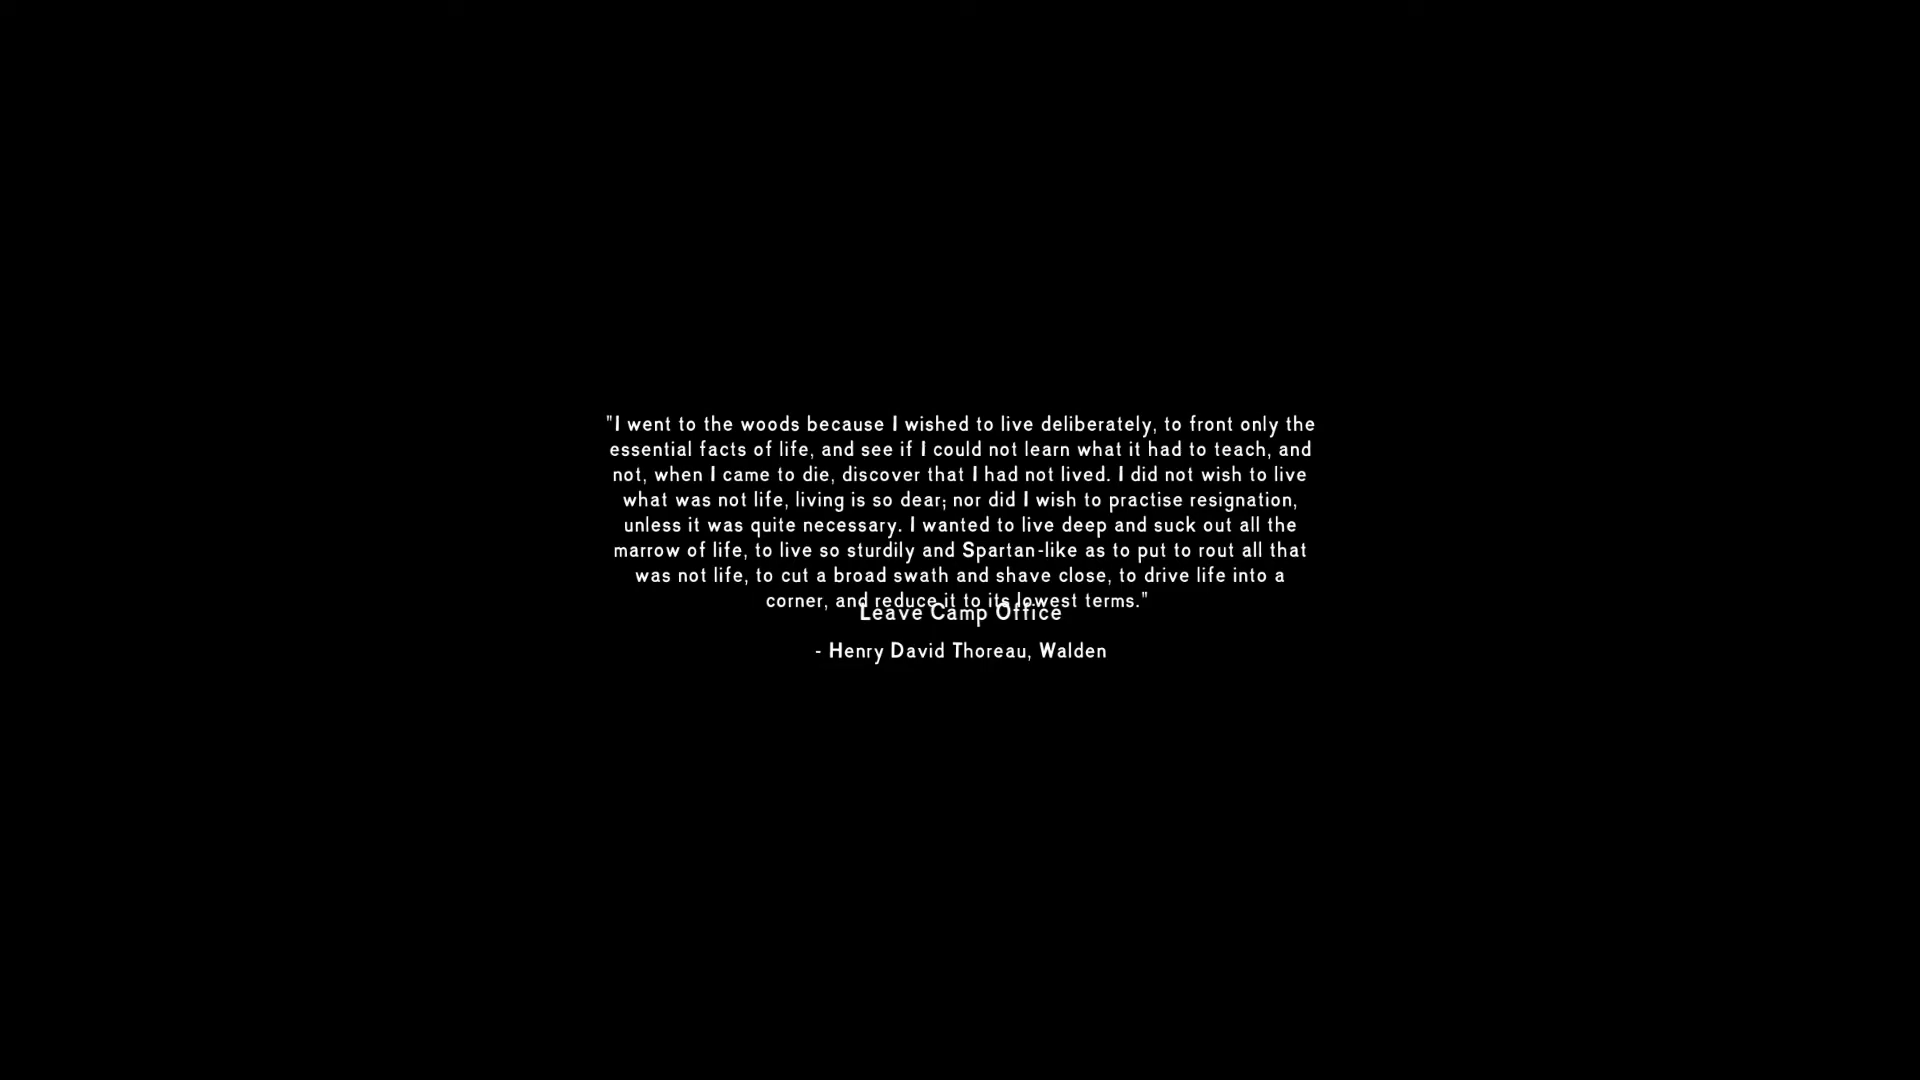 "I went to the woods because I wished to live deliberately, to front only the
essential facts of life, and see if I could not learn what it had to teach, and
not, when I came to die, discover that I had not lived. I did not wish to live
what was not life, living is so dear; nor did I wish to practise resignation,
unless it was quite necessary. I wanted to live deep and suck out all the
marrow of life, to live so sturdily and Spartan-like as to put to rout all that
was not life, to cut a broad swath and shave close, to drive life into a
corner, and reduce it to its lowest terms."
Leave Camp Office
- Henry David Thoreau, Walden